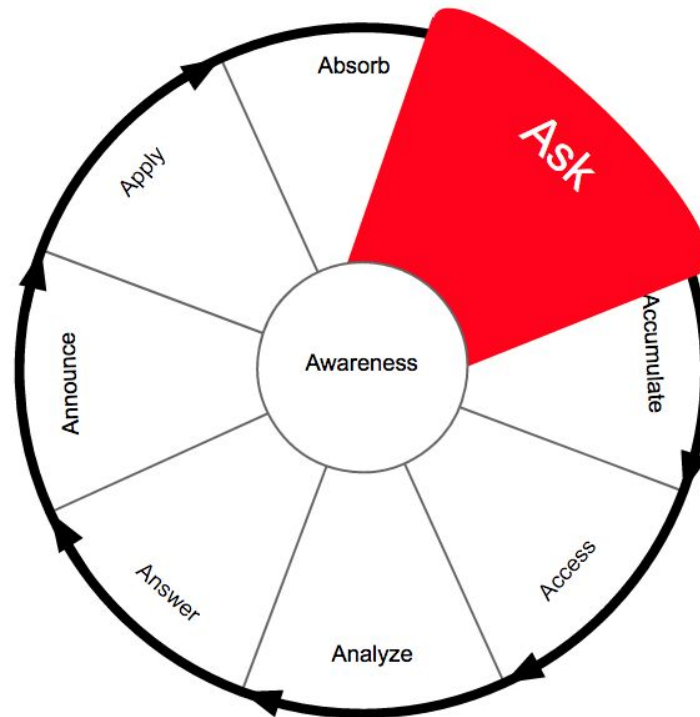 Absorb
Ask
Accumulate
Access
Analyze
Answer
Announce
Apply
Awareness